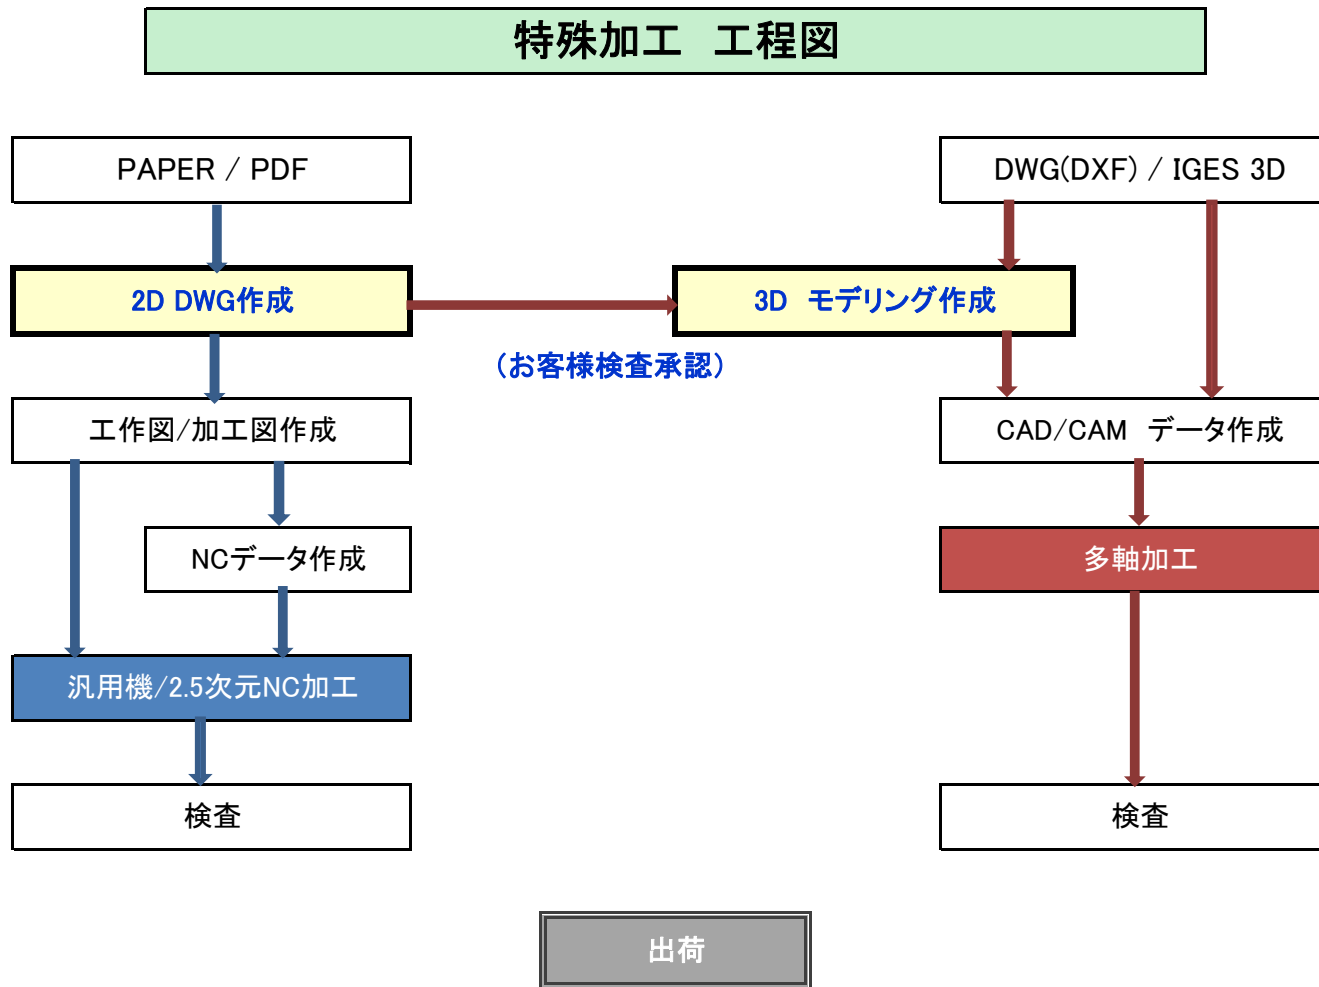 特殊加工　工程図
PAPER / PDF
DWG(DXF) / IGES 3D
2D DWG作成
3D　モデリング作成
（お客様検査承認）
工作図/加工図作成
CAD/CAM　データ作成
NCデータ作成
多軸加工
汎用機/2.5次元NC加工
検査
検査
出荷